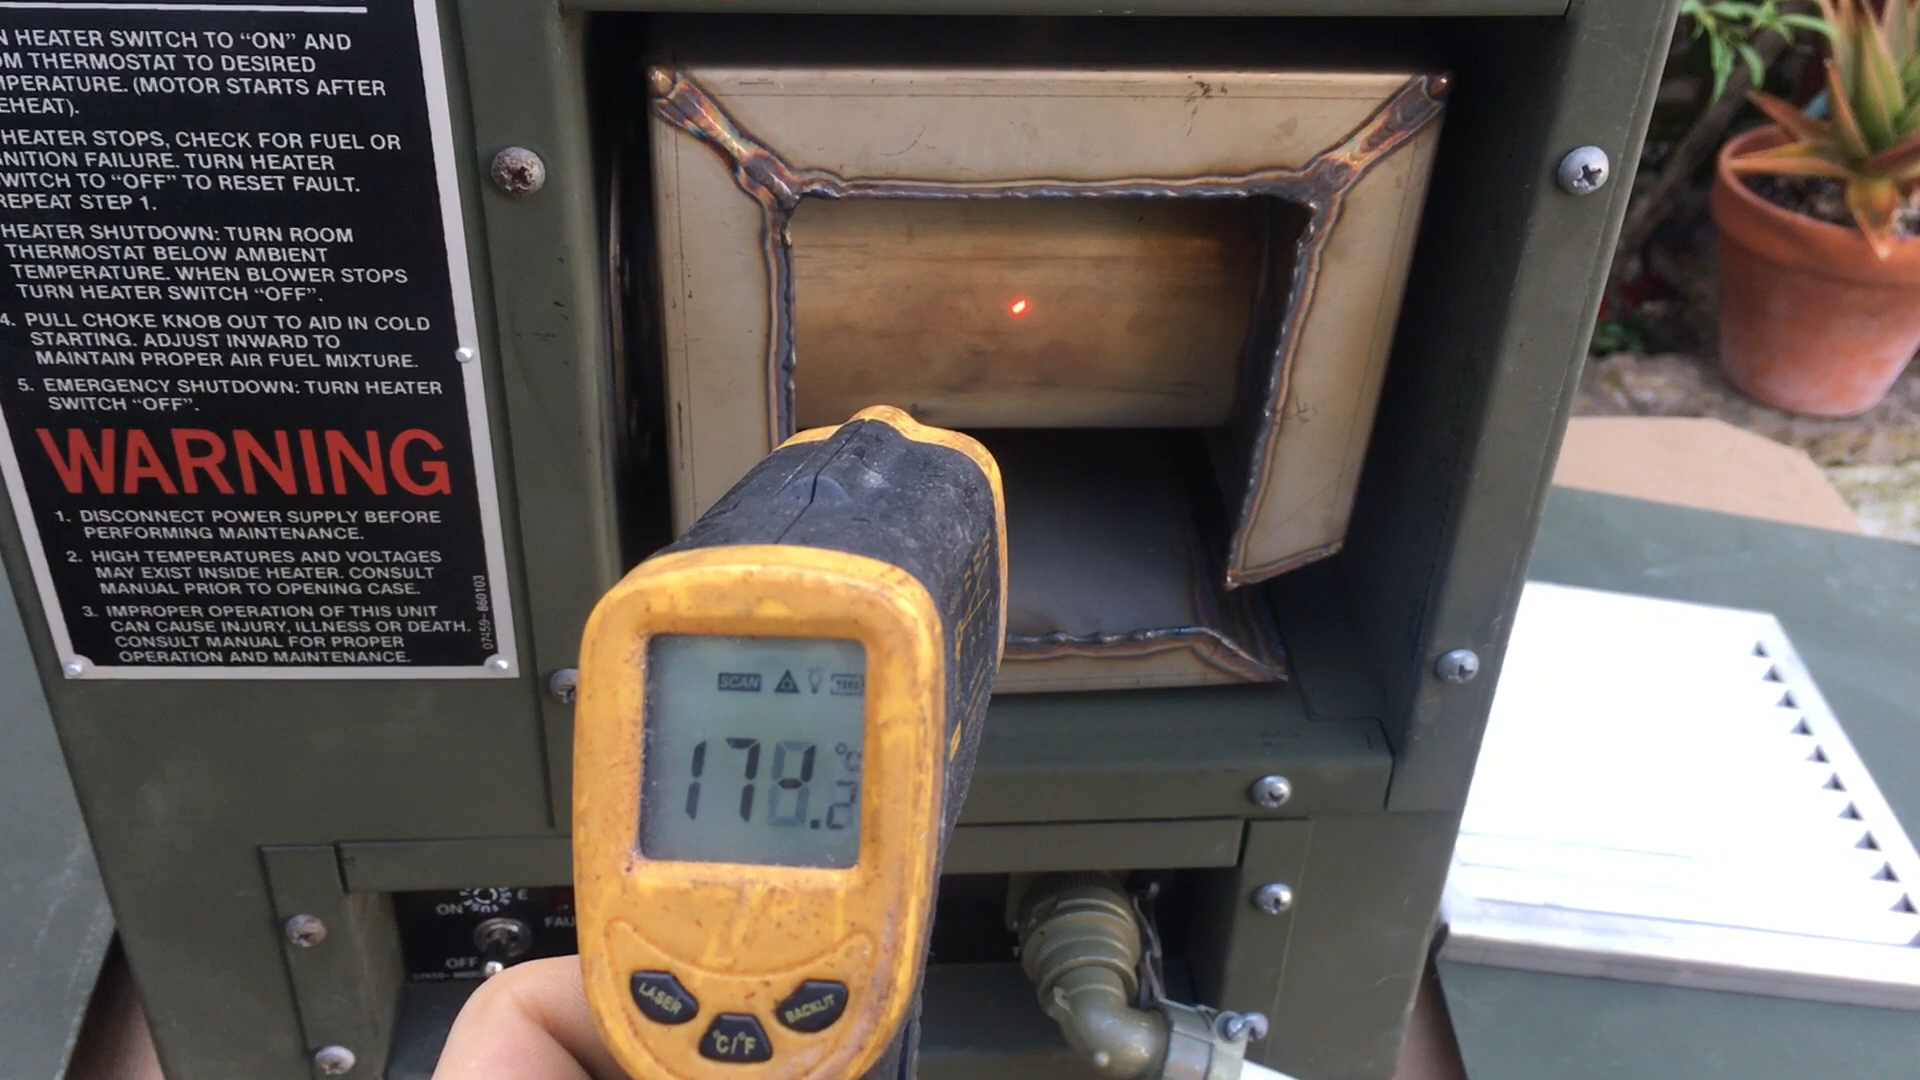 N HEATER SWITCH TO “ON” AND
OM THERMOSTAT TO DESIRED
MPERATURE. (MOTOR STARTS AFTER
EHEAT).
HEATER STOPS, CHECK FOR FUEL OR
GNITION FAILURE. TURN HEATER
SWITCH TO “OFF” TO RESET FAULT.
REPEAT STEP 1.
HEATER SHUTDOWN: TURN ROOM
THERMOSTAT BELOW AMBIENT
TEMPERATURE. WHEN BLOWER STOPS
TURN HEATER SWITCH “OFF”.
4. PULL CHOKE KNOB OUT TO AID IN COLD
STARTING. ADJUST INWARD TO
MAINTAIN PROPER AIR FUEL MIXTURE.
5. EMERGENCY SHUTDOWN: TURN HEATER
SWITCH “OFF”.
WARNING
1. DISCONNECT POWER SUPPLY BEFORE
PERFORMING MAINTENANCE.
2. HIGH TEMPERATURES AND VOLTAGES
MAY EXIST INSIDE HEATER. CONSULT
MANUAL PRIOR TO OPENING CASE.
3. IMPROPER OPERATION OF THIS UNIT
CAN CAUSE INJURY, ILLNESS OR DEATH.
CONSULT MANUAL FOR PROPER
OPERATION AND MAINTENANCE.
07459-860103
SCAN
°C
ON
FAU
OFF
LASER
°C/°F
BACKLIT